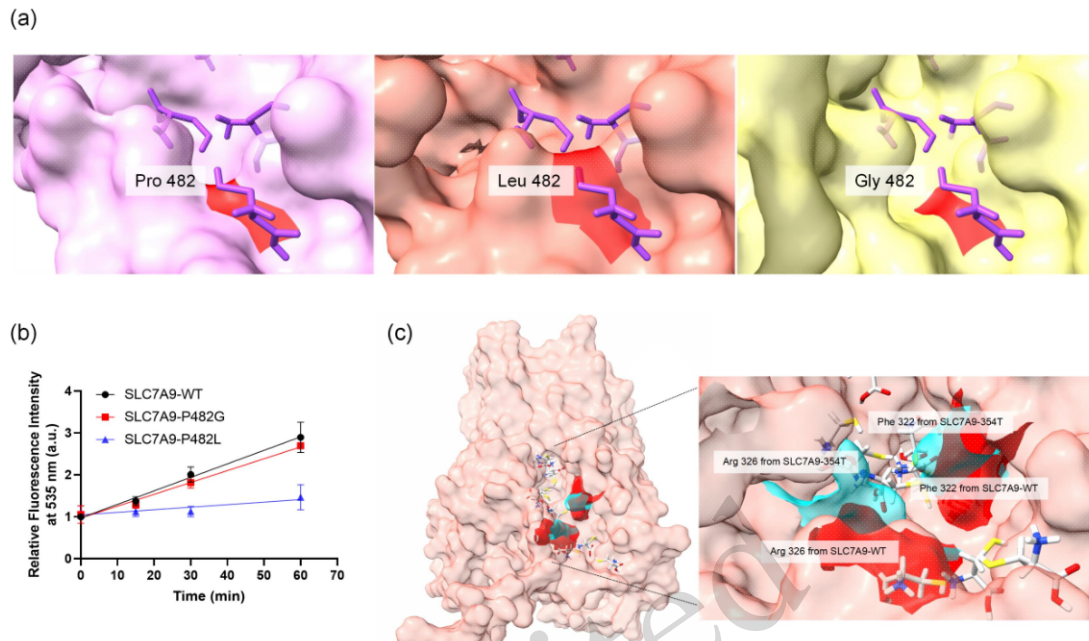 (a)
Pro 482
Leu 482
Gly 482
(b)
SLC7A9-WT
SLC7A9-P482G
SLC7A9-P482L
Relative Fluorescence Intensity
at 535 nm (a.u.)
4
3
2
1
0
0 10 20 30 40 50 60 70
Time (min)
(c)
Phe 322 from SLC7A9-354T
Arg 326 from SLC7A9-354T
Phe 322 from SLC7A9-WT
Arg 326 from SLC7A9-WT